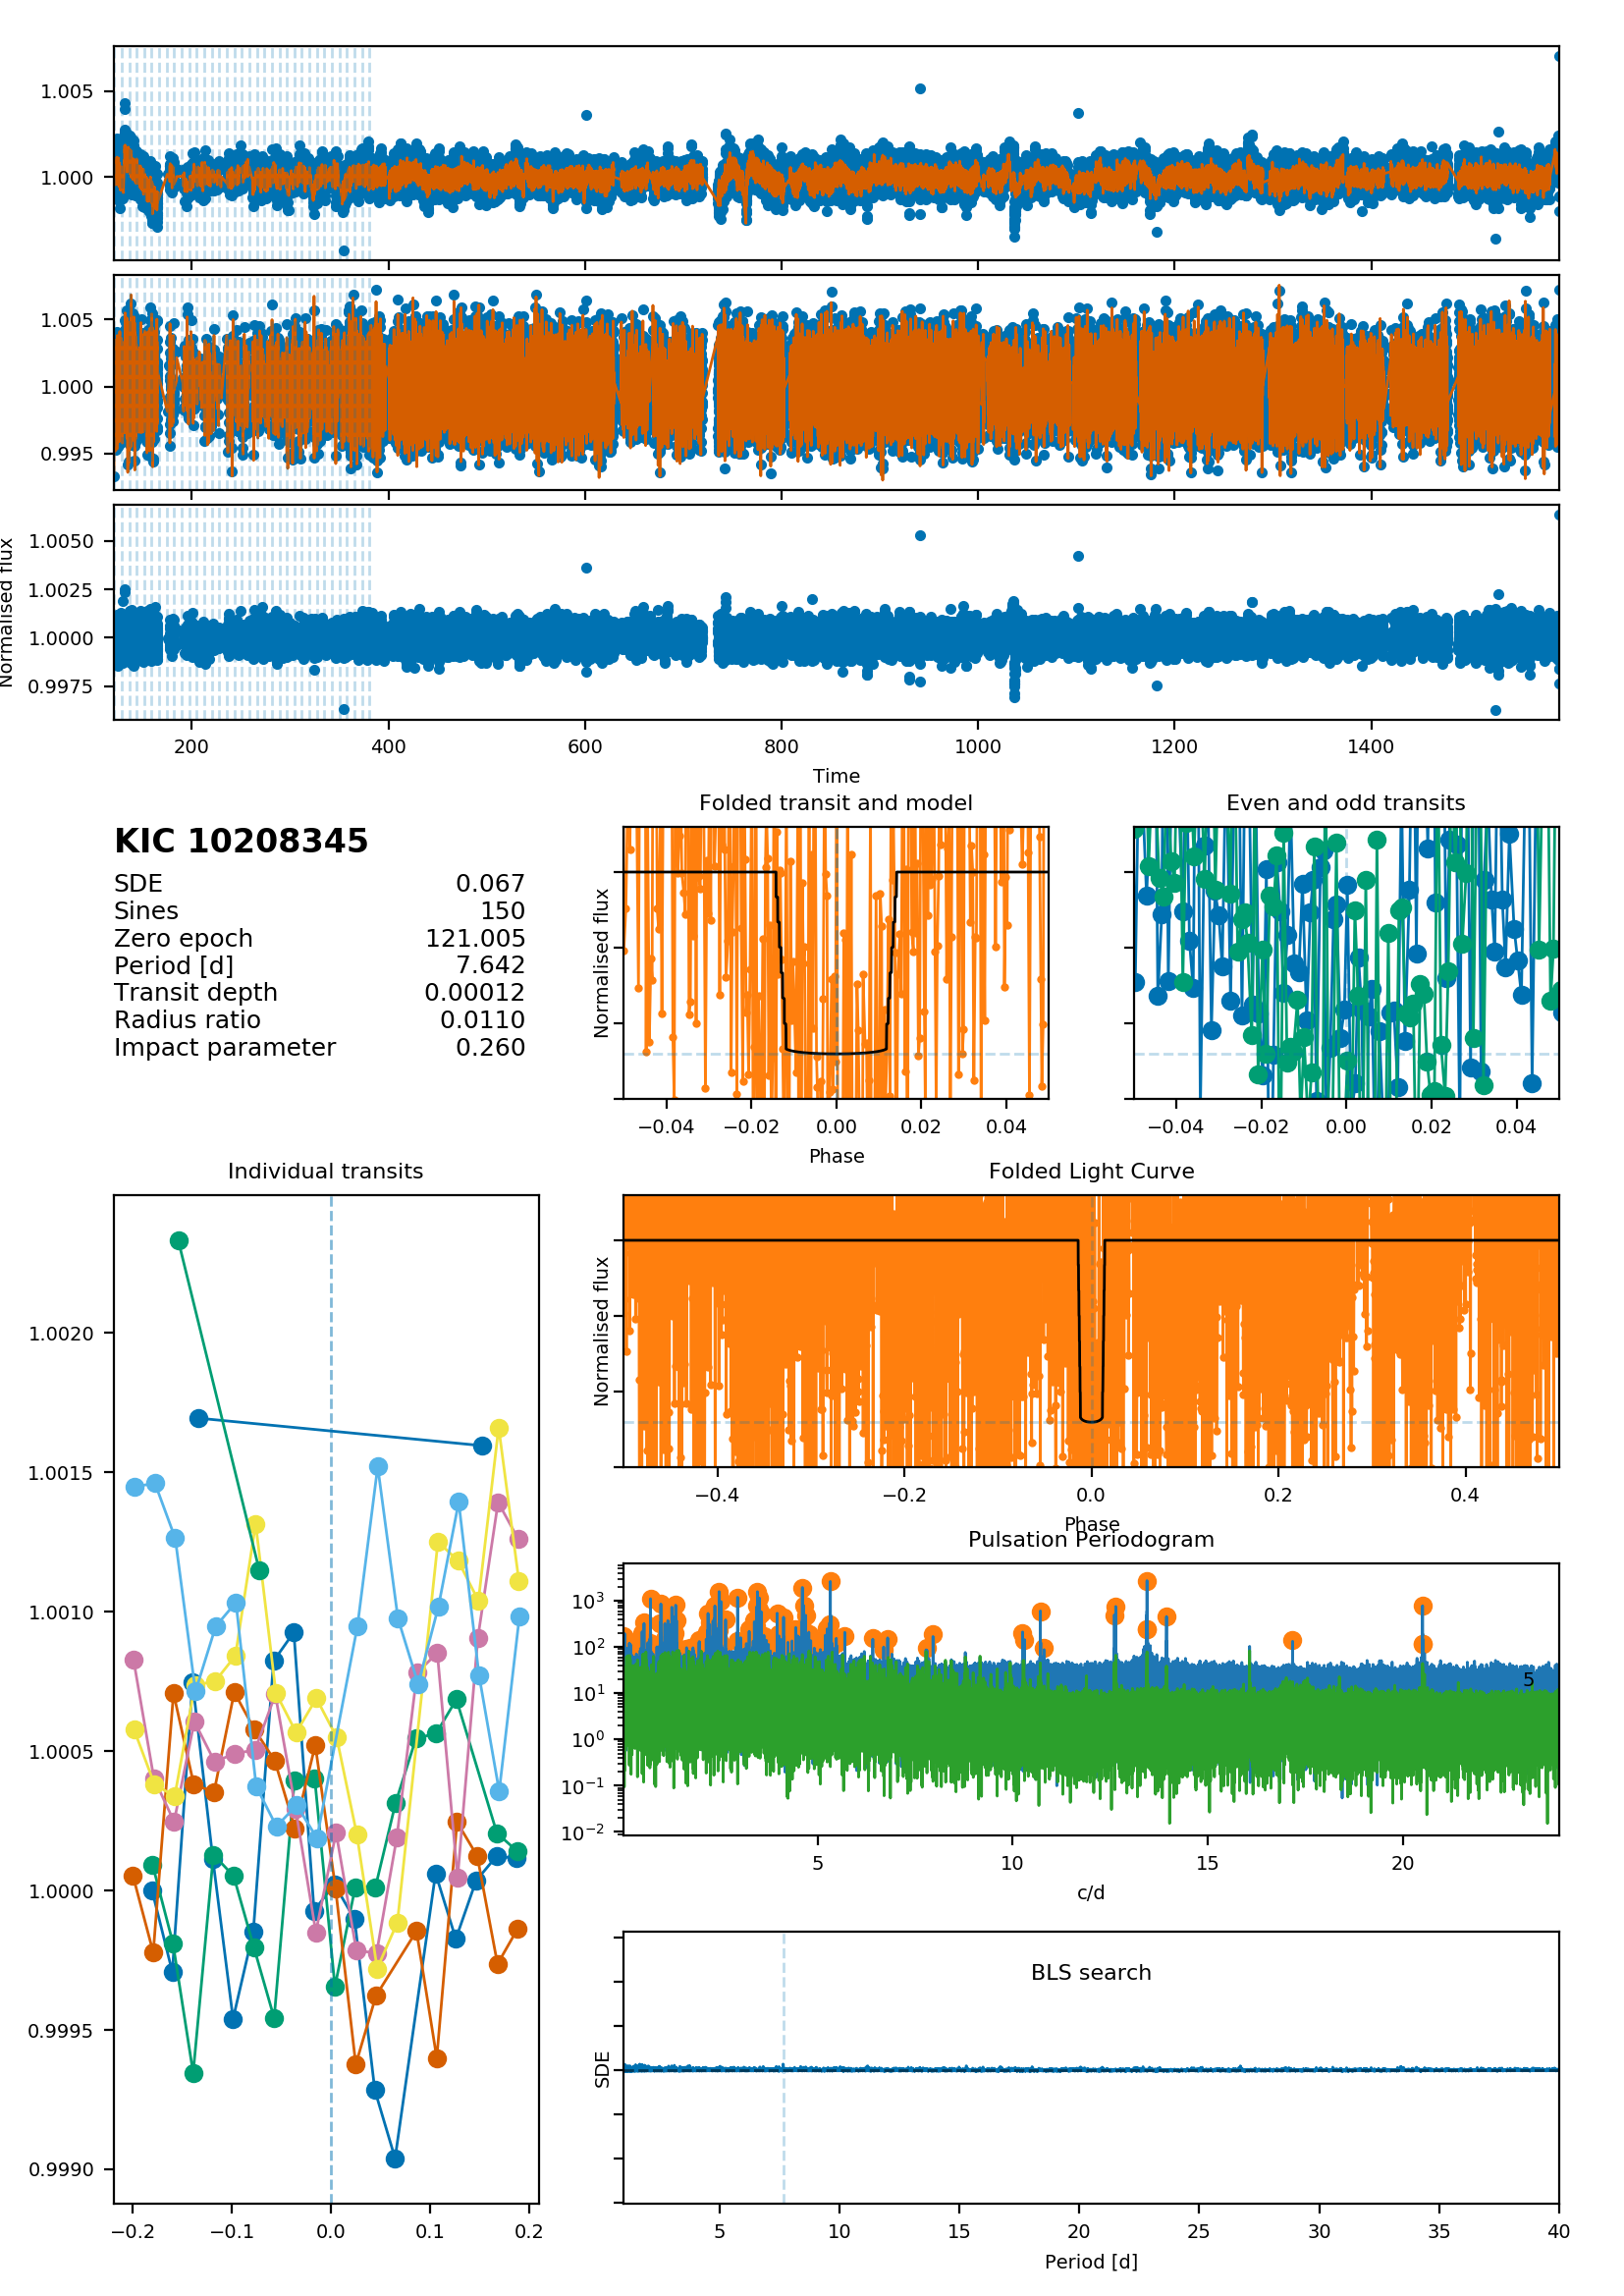 1.005
1.000
1.005
1.000
0.995
Normalised flux
1.0050
1.0025
1.0000
0.9975
200 400 600 800 1000 1200 1400
Time
KIC 10208345
SDE 0.067
Sines 150
Zero epoch 121.005
Period [d] 7.642
Transit depth 0.00012
Radius ratio 0.0110
Impact parameter 0.260
Folded transit and model
Normalised flux
−0.04 −0.02 0.00 0.02 0.04
Phase
Even and odd transits
−0.04 −0.02 0.00 0.02 0.04
Individual transits
1.0020
1.0015
1.0010
1.0005
1.0000
0.9995
0.9990
−0.2 −0.1 0.0 0.1 0.2
Folded Light Curve
Normalised flux
−0.4 −0.2 0.0 0.2 0.4
Phase
Pulsation Periodogram
10³
10²
10¹
10⁰
10⁻¹
10⁻²
5
5 10 15 20
c/d
BLS search
SDE
5 10 15 20 25 30 35 40
Period [d]